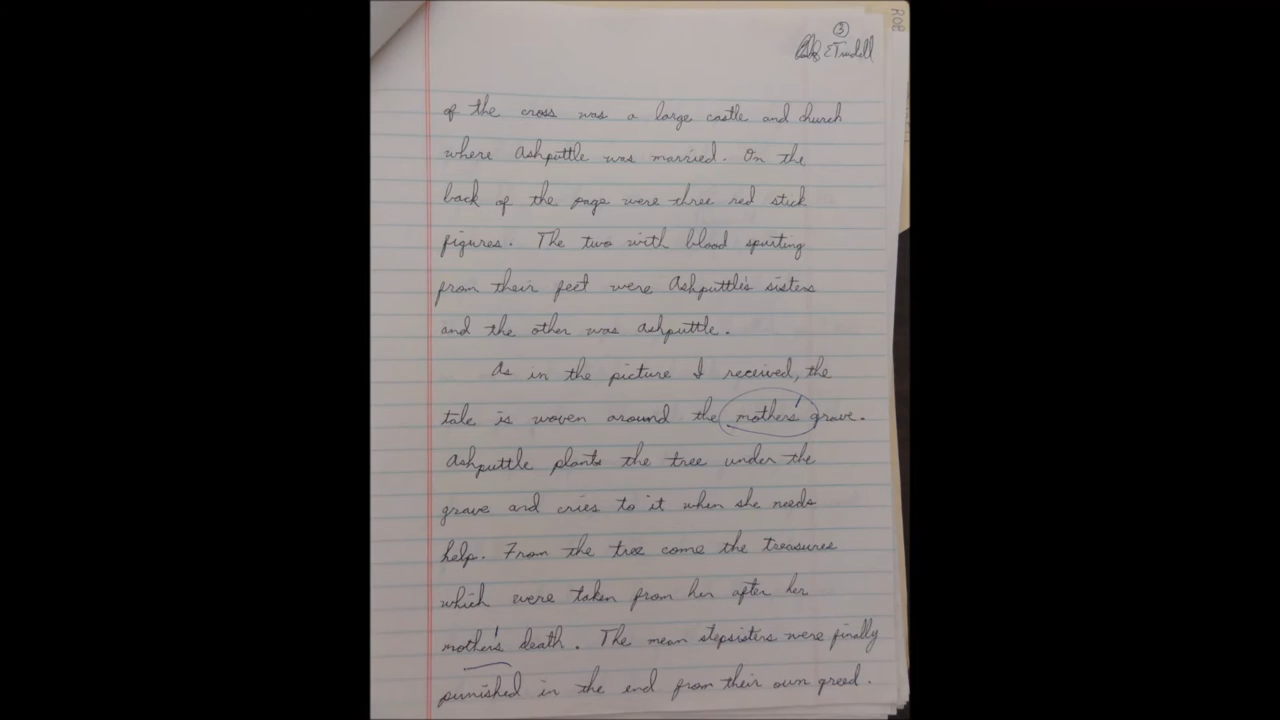 ROB
③
E Trudell
of the cross was a large castle and church
where Ashputtle was married. On the
back of the page were three red stick
figures. The two with blood spurting
from their feet were Ashputtle's sisters
and the other was Ashputtle.
As in the picture I received, the
tale is woven around the mothers' grave.
Ashputtle plants the tree under the
grave and cries to it when she needs
help. From the tree come the treasures
which were taken from her after her
mother's death. The mean stepsisters were finally
punished in the end from their own greed.